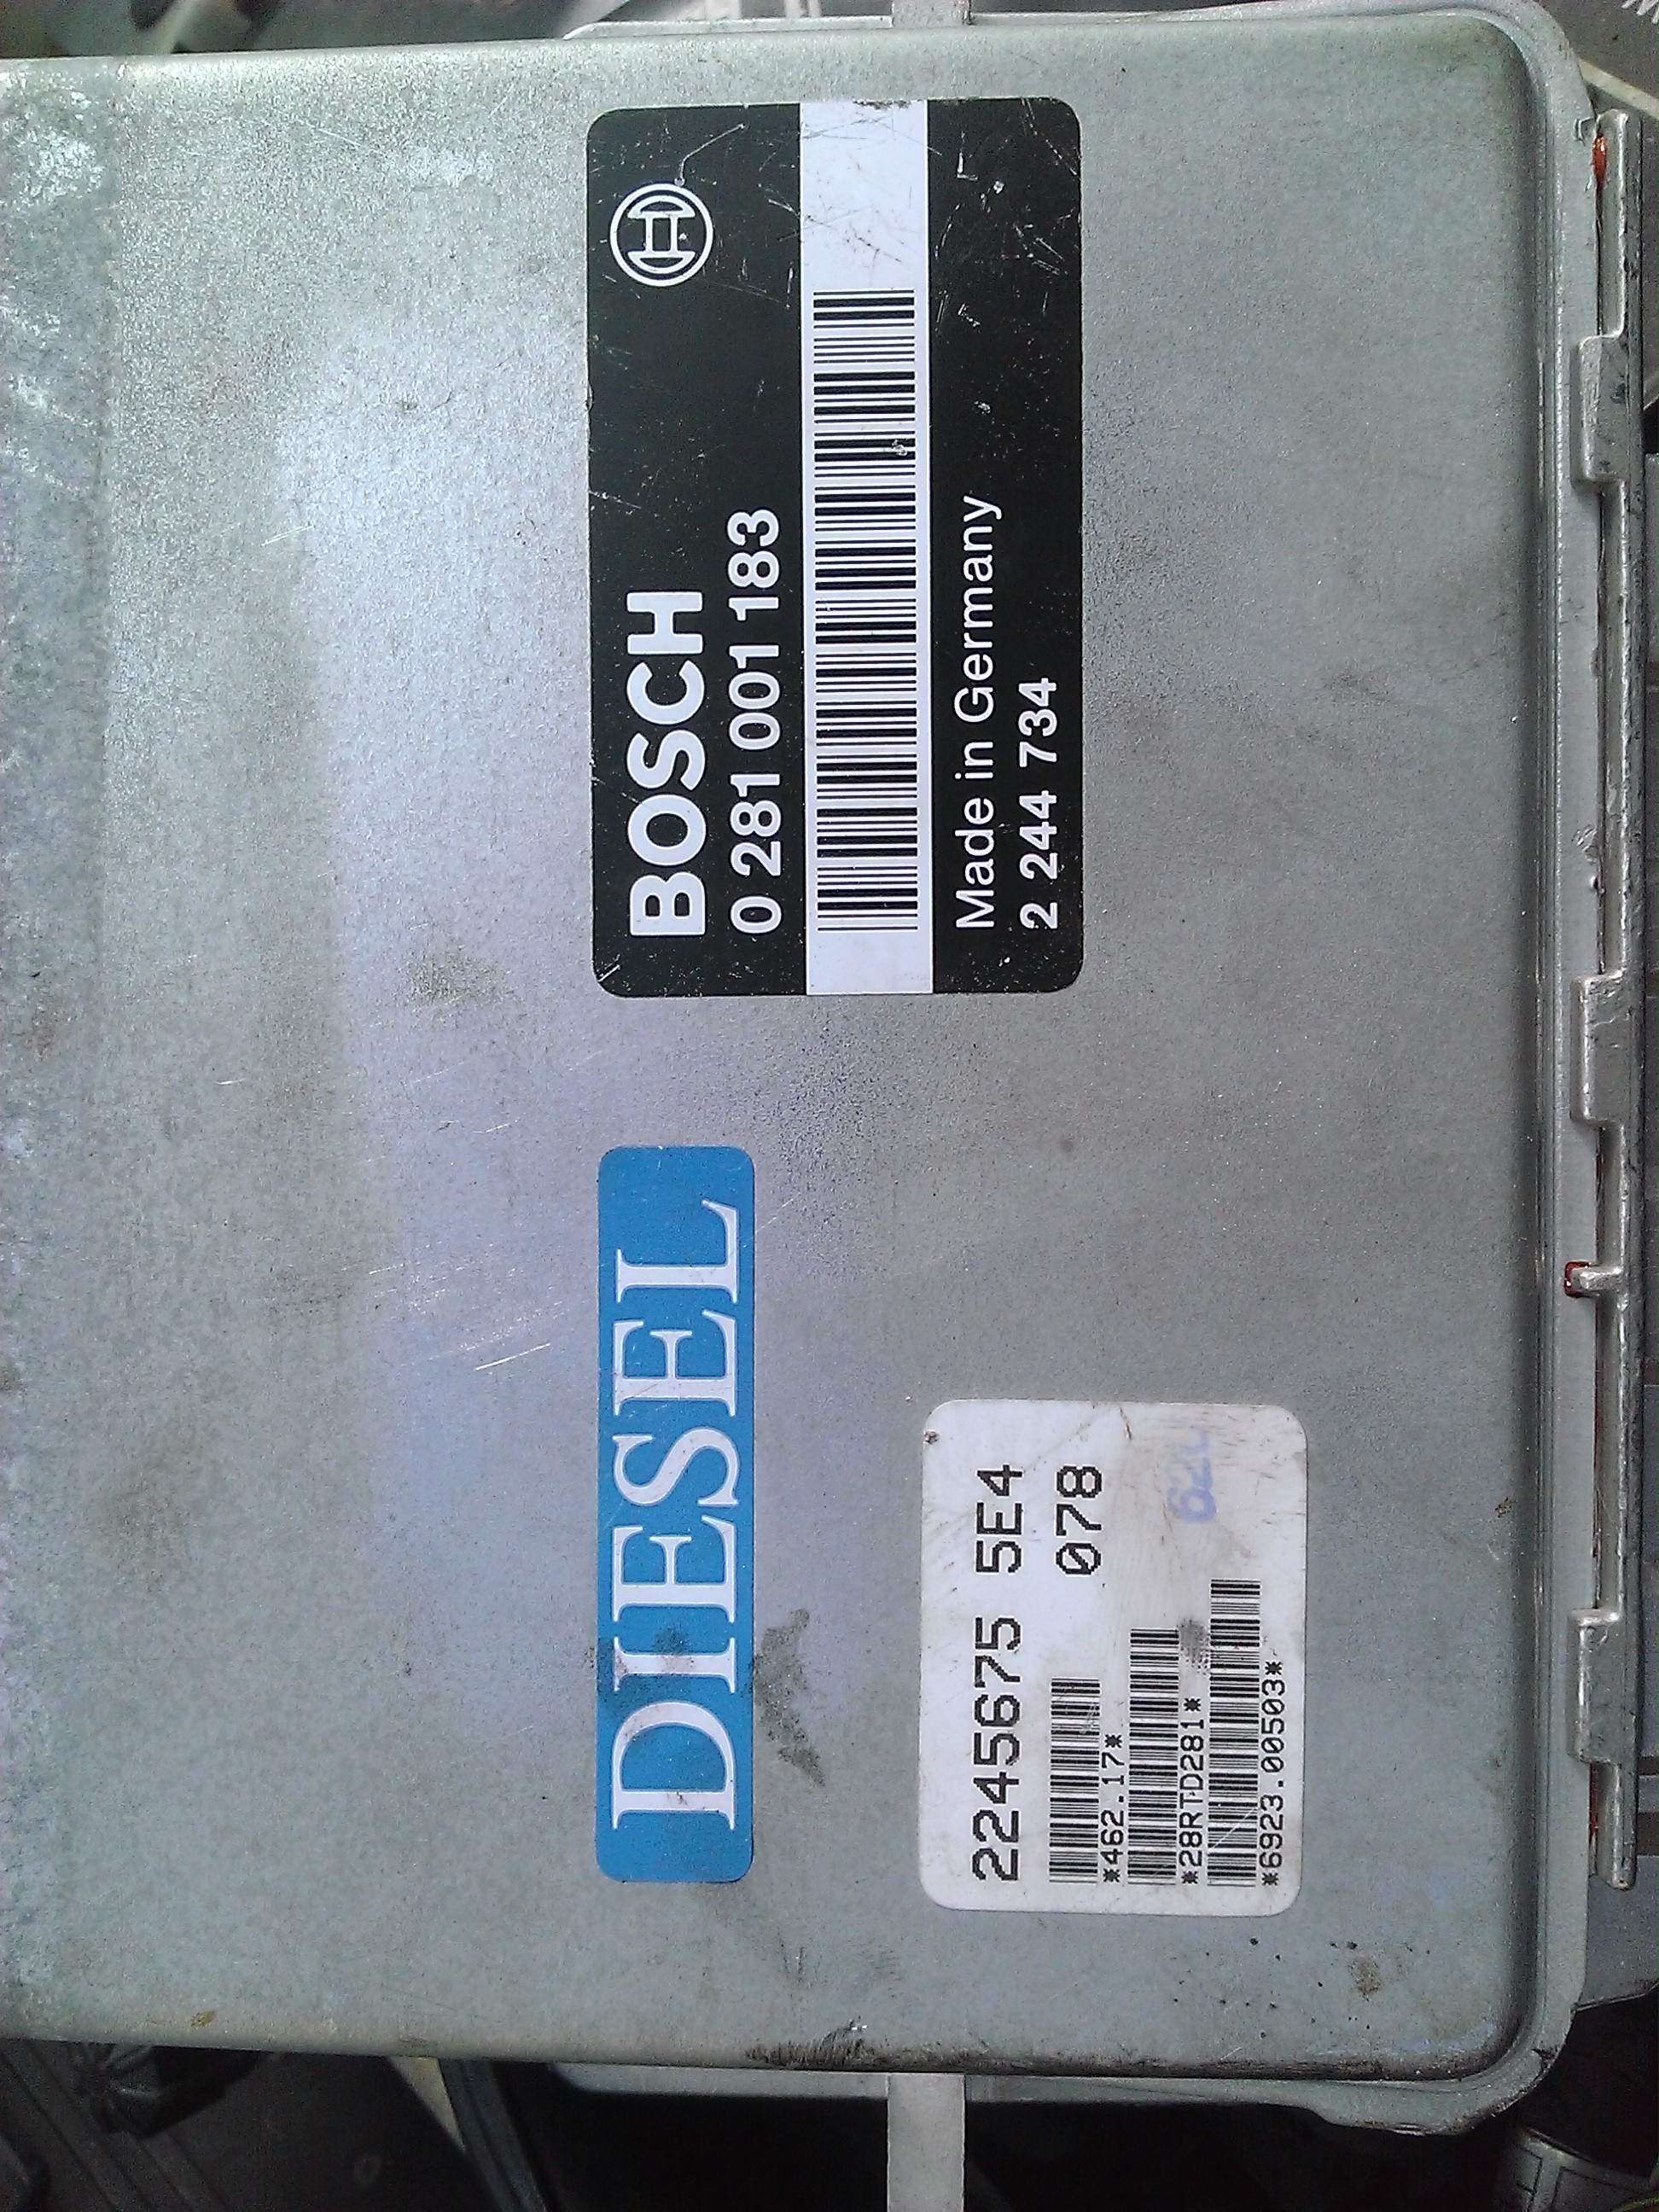 BOSCH
0 281 001 183
Made in Germany
2 244 734
DIESEL
2245675 5E4
078
*462.17*
*28RTD281*
*6923.00503*